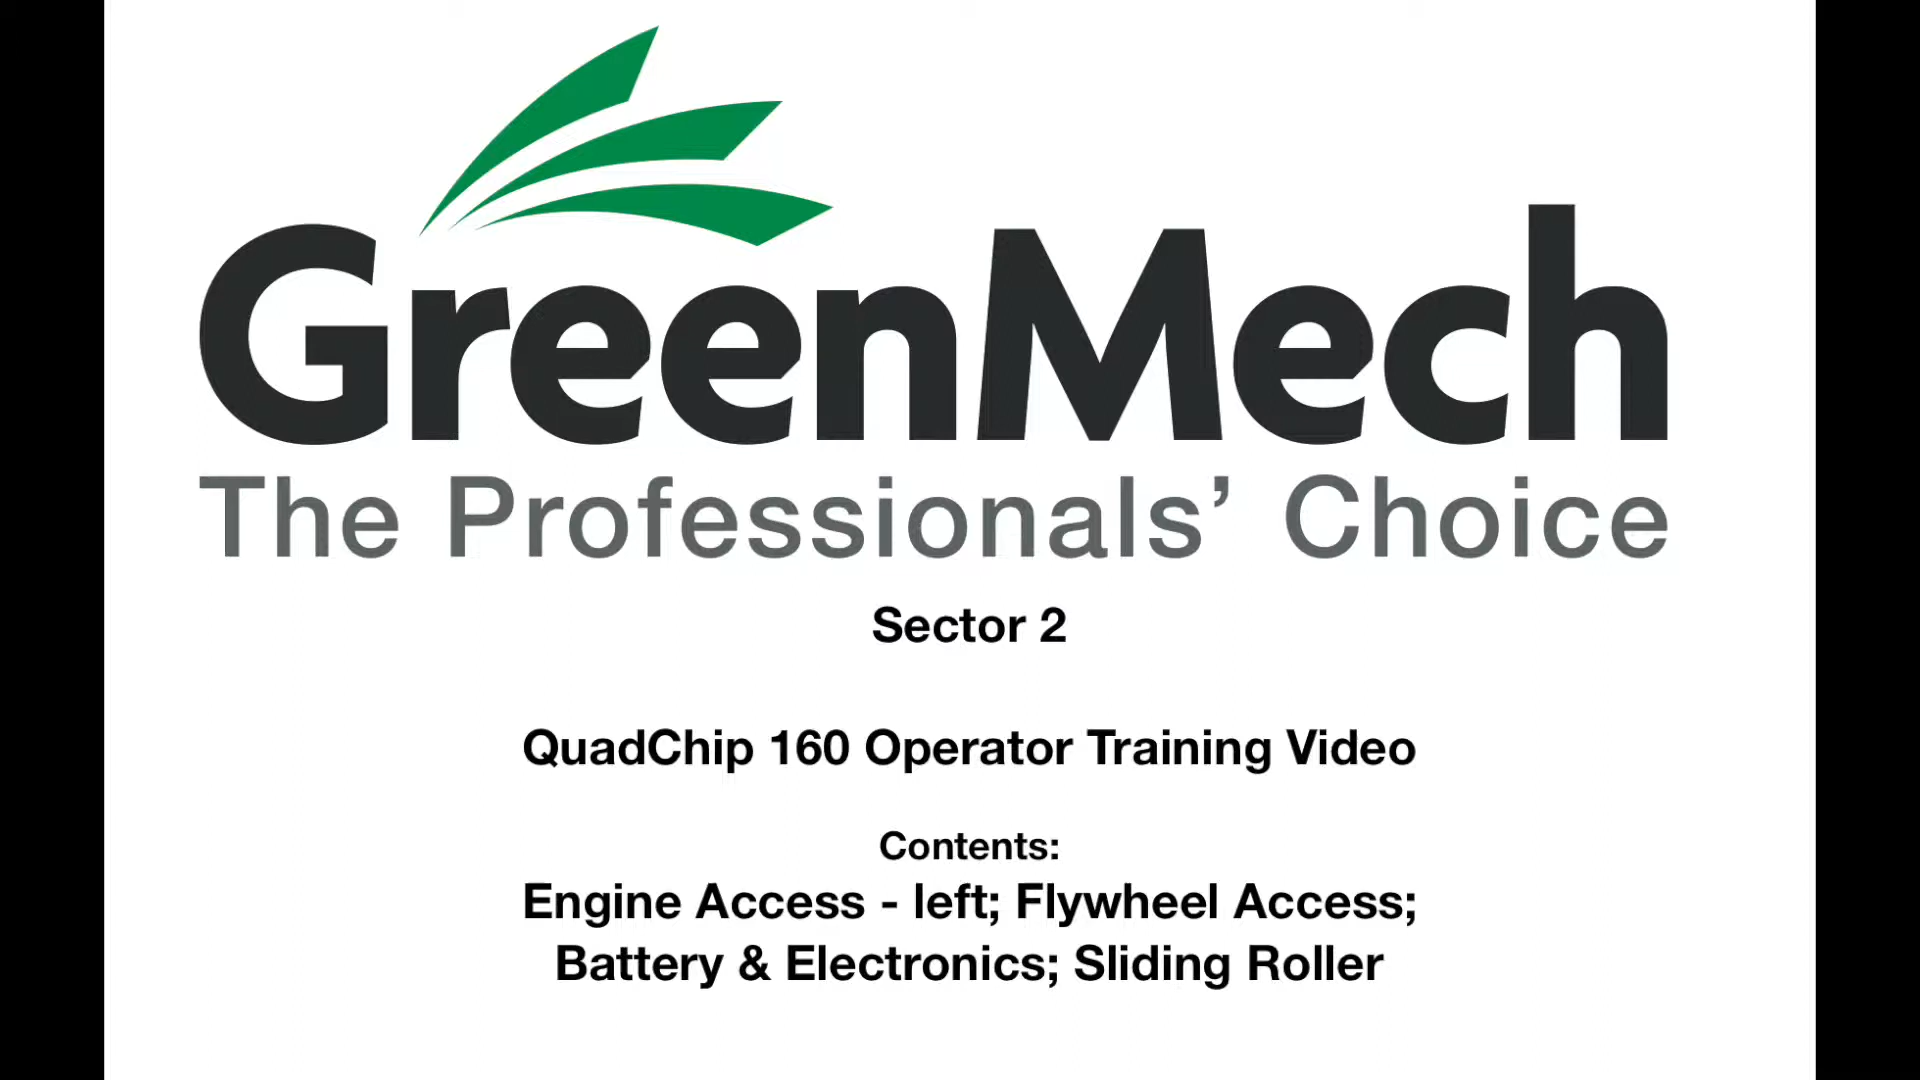 GreenMech
The Professionals’ Choice
Sector 2
QuadChip 160 Operator Training Video
Contents:
Engine Access - left; Flywheel Access;
Battery & Electronics; Sliding Roller